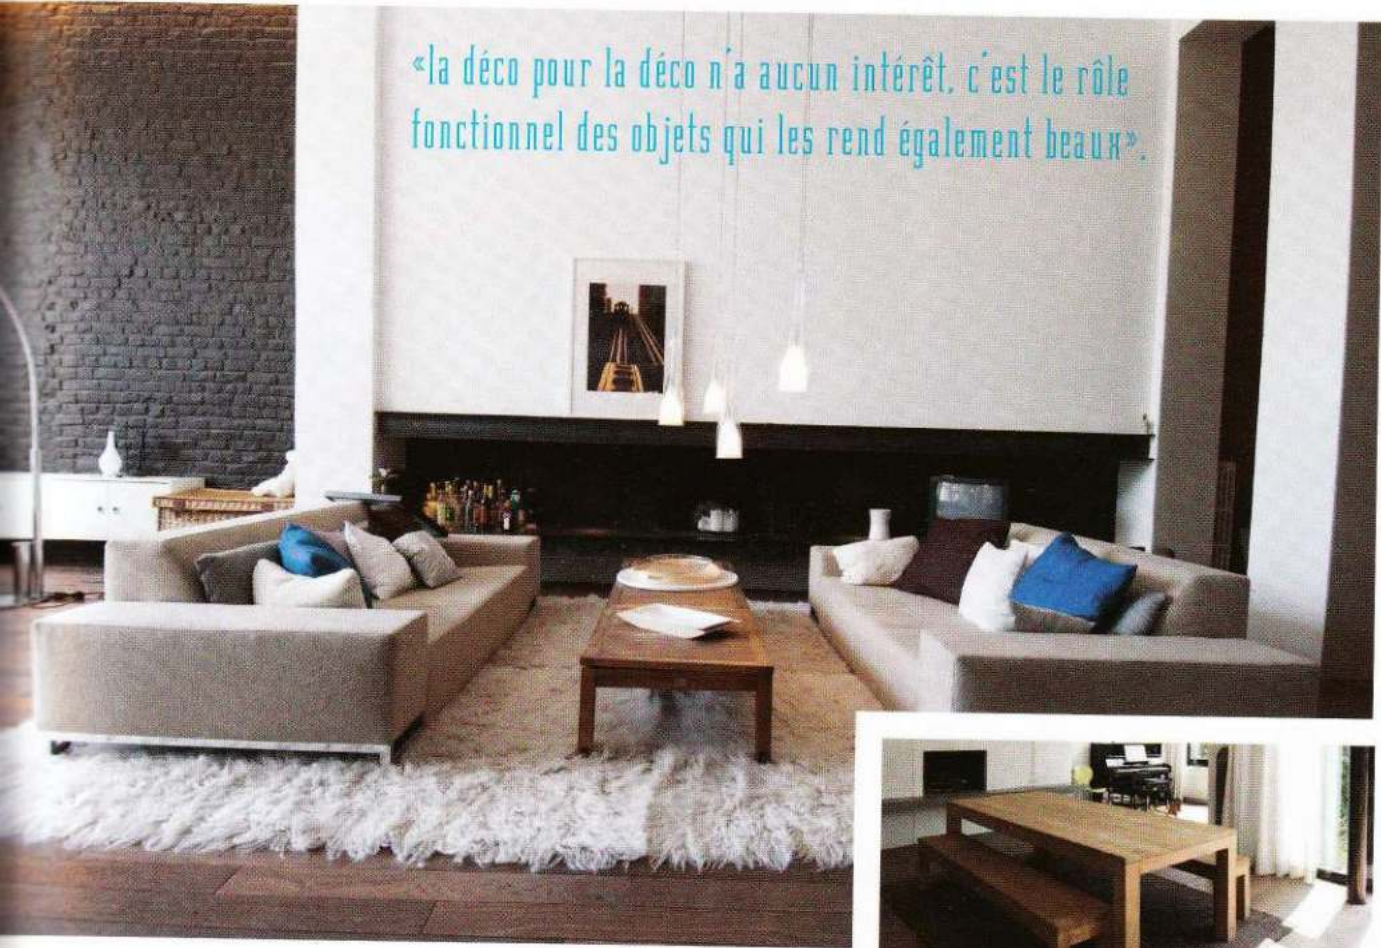 «la déco pour la déco n'a aucun intérêt, c'est le rôle
fonctionnel des objets qui les rend également beaux».